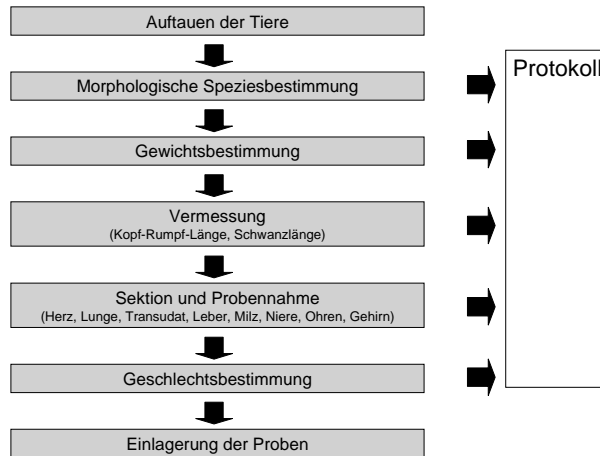 Auftauen der Tiere
Morphologische Speziesbestimmung
Protokoll
Gewichtsbestimmung
Vermessung
(Kopf-Rumpf-Länge, Schwanzlänge)
Sektion und Probennahme
(Herz, Lunge, Transudat, Leber, Milz, Niere, Ohren, Gehirn)
Geschlechtsbestimmung
Einlagerung der Proben